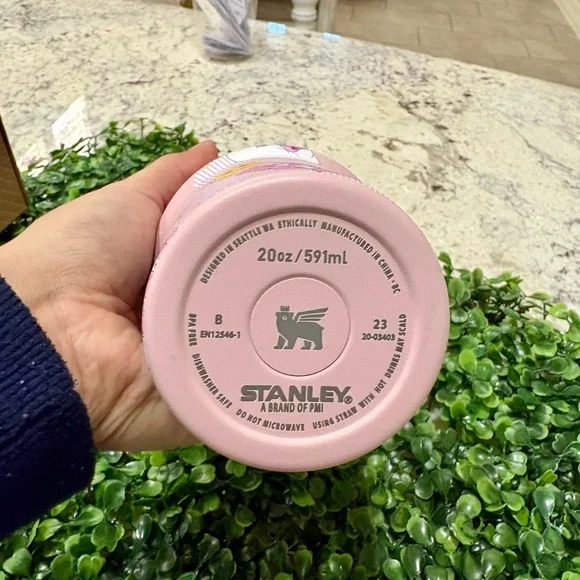 DESIGNED IN SEATTLE WA ETHICALLY MANUFACTURED IN CHINA • BC
20oz/591mL
B
EN12546-1
23
20-03403
STANLEY®
A BRAND OF PMI
BPA FREE DISHWASHER SAFE DO NOT MICROWAVE USING STRAW WITH HOT DRINKS MAY SCALD